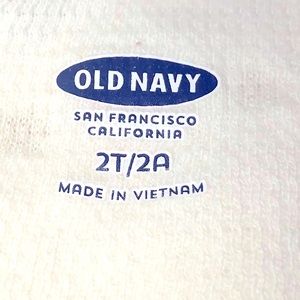 OLD NAVY
SAN FRANCISCO
CALIFORNIA
2T/2A
MADE IN VIETNAM